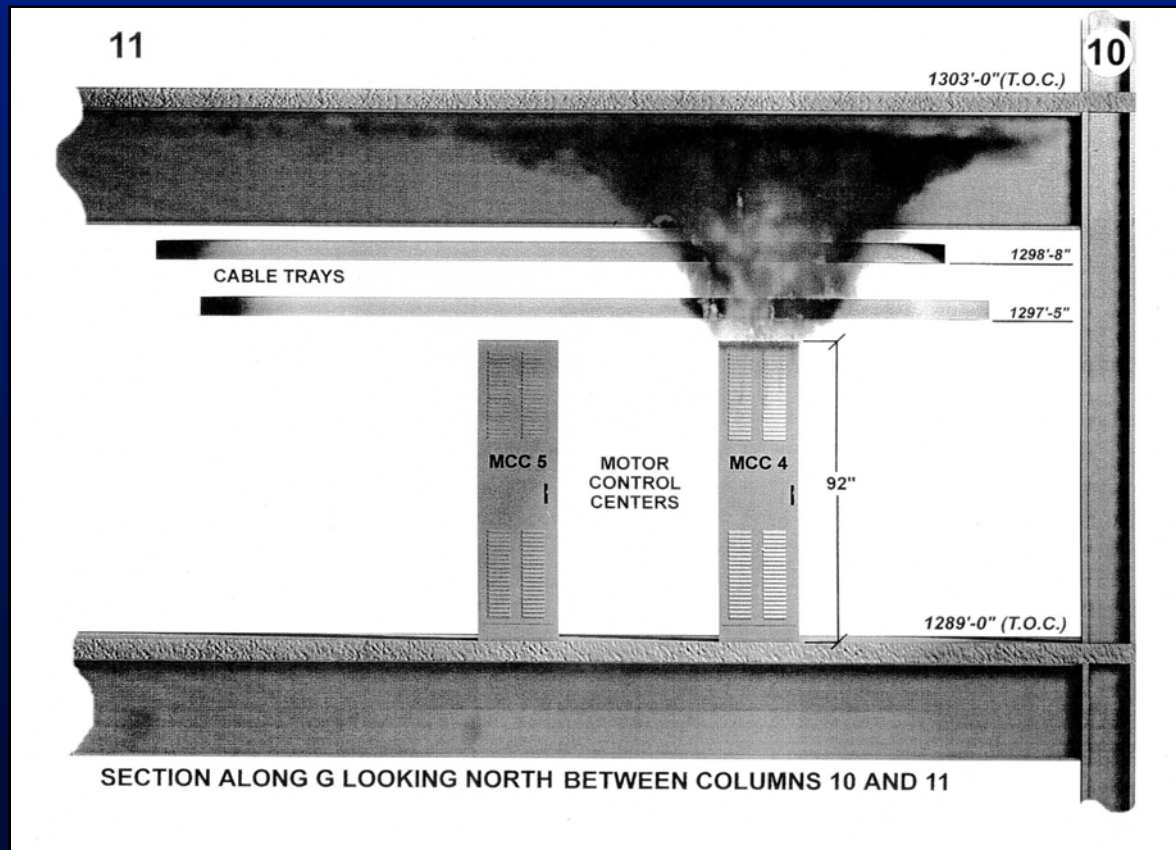 11
10
1303'-0"(T.O.C.)
1298'-8"
CABLE TRAYS
1297'-5"
MCC 5
MOTOR
CONTROL
CENTERS
MCC 4
92"
1289'-0" (T.O.C.)
SECTION ALONG G LOOKING NORTH BETWEEN COLUMNS 10 AND 11